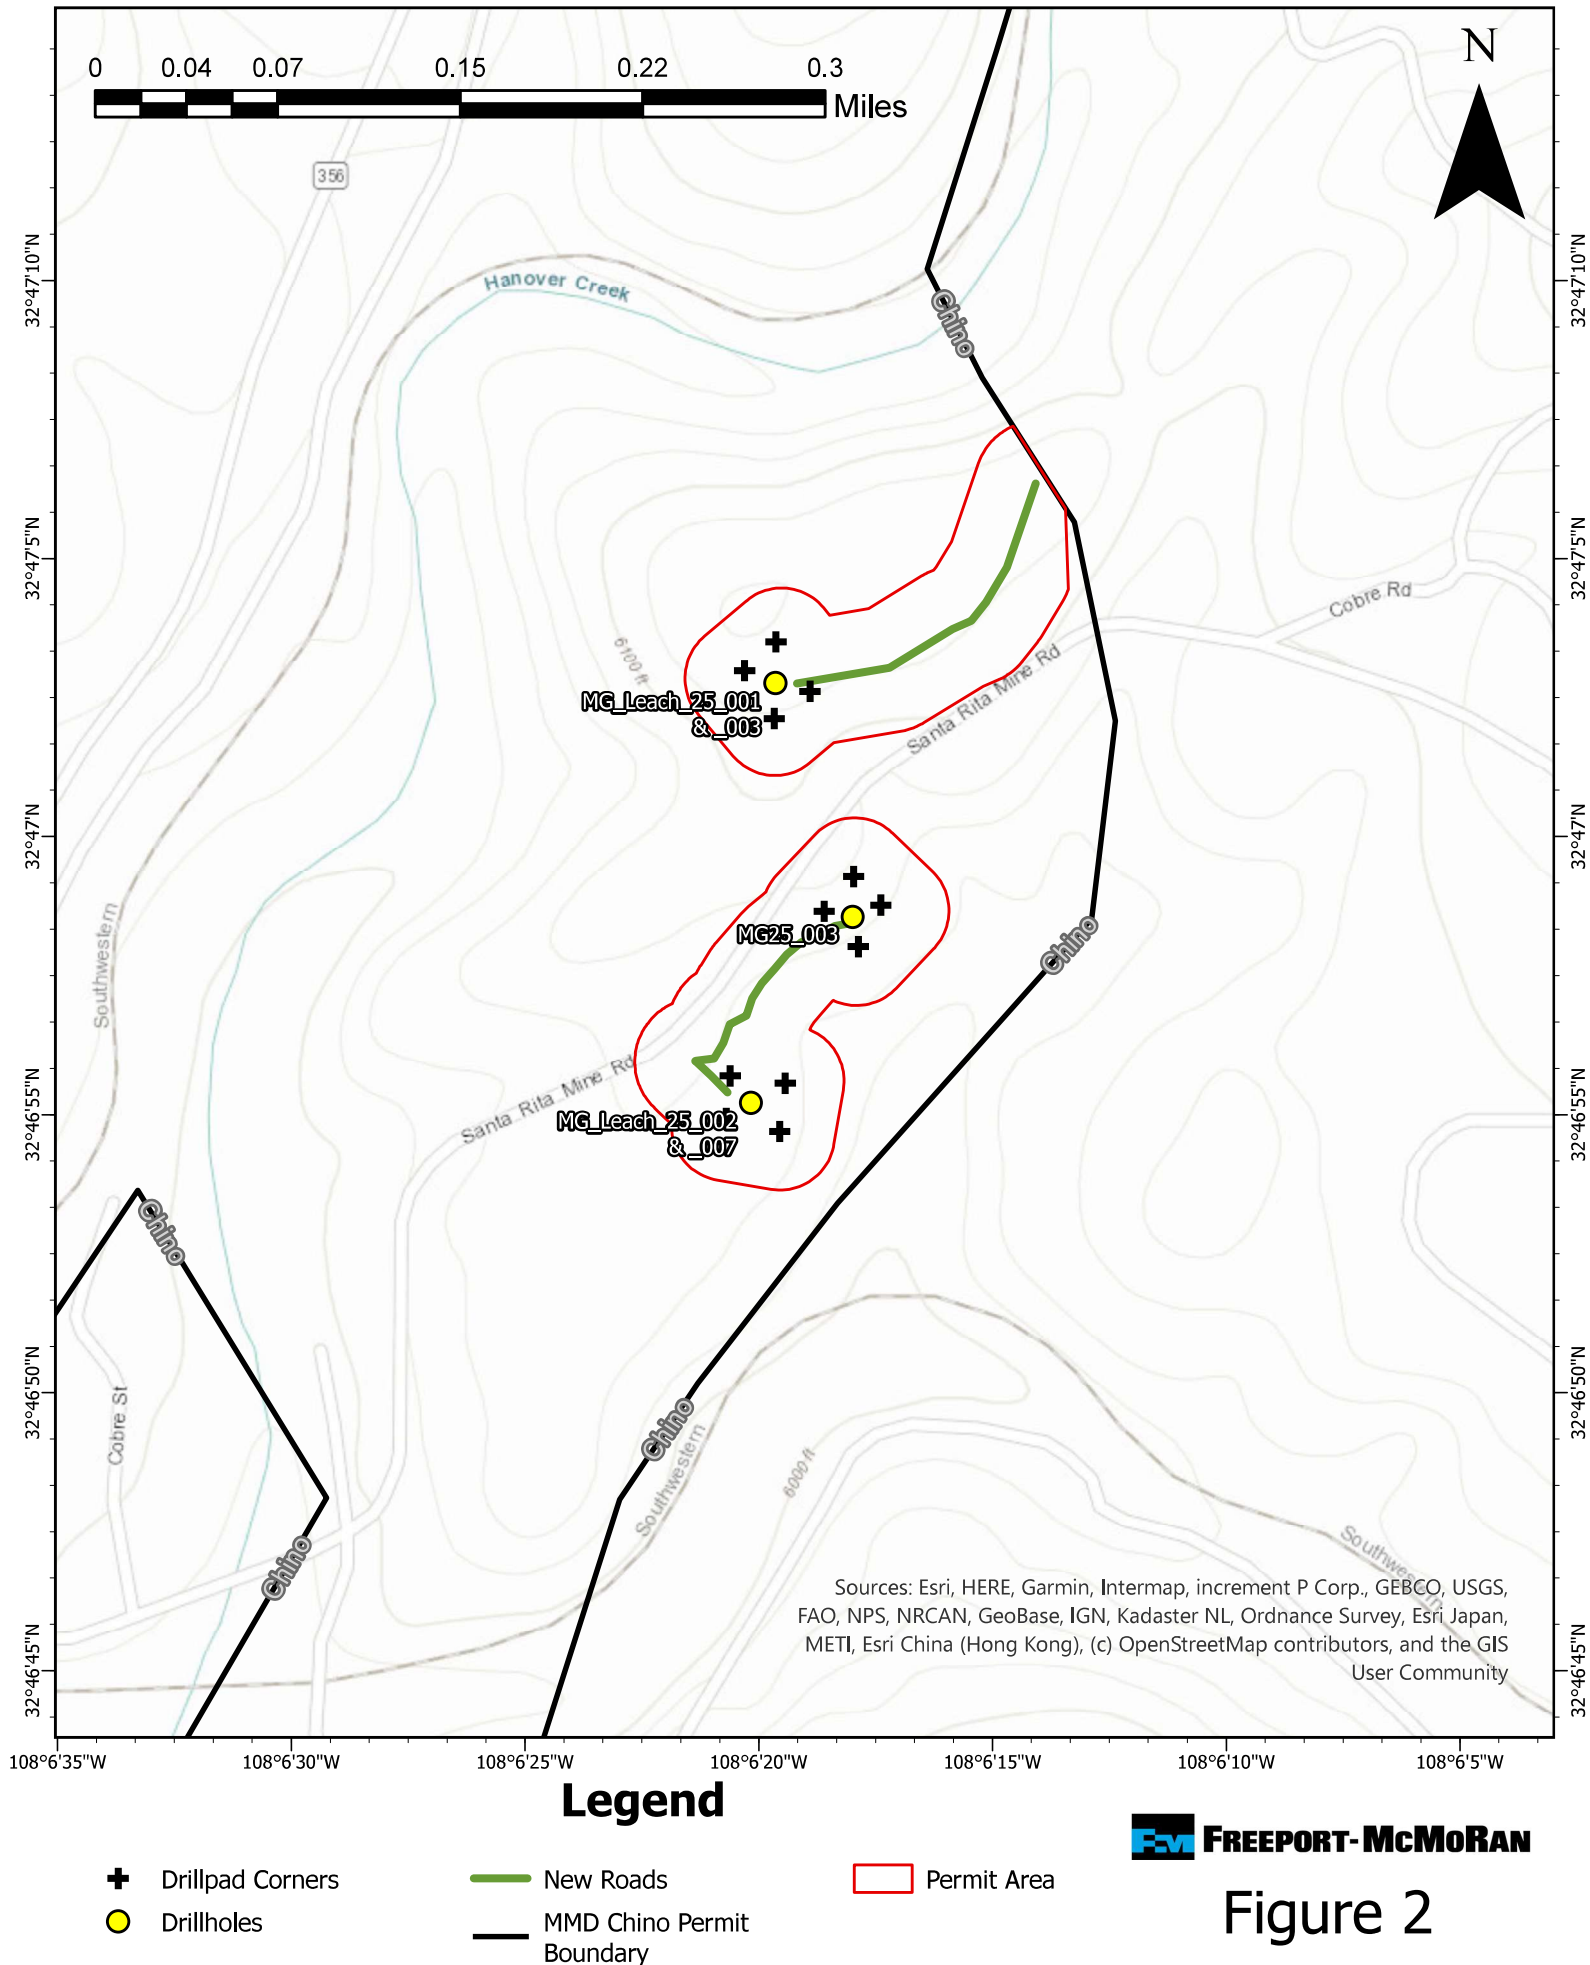 0 0.04 0.07 0.15 0.22 0.3
Miles
N
356
32°47'10"N
32°47'10"N
Hanover Creek
Chino
32°47'5"N
32°47'5"N
Cobre Rd
6100 ft
Santa Rita Mine Rd
MG_Leach_25_001
& _003
32°47'N
32°47'N
Southwestern
MG25_003
Chino
Santa Rita Mine Rd
MG_Leach_25_002
& _007
32°46'55"N
32°46'55"N
Chino
Cobre St
32°46'50"N
32°46'50"N
Chino
Southwestern
6000 ft
Chino
Southwestern
Sources: Esri, HERE, Garmin, Intermap, increment P Corp., GEBCO, USGS,
FAO, NPS, NRCAN, GeoBase, IGN, Kadaster NL, Ordnance Survey, Esri Japan,
METI, Esri China (Hong Kong), (c) OpenStreetMap contributors, and the GIS
User Community
32°46'45"N
32°46'45"N
108°6'35"W 108°6'30"W 108°6'25"W 108°6'20"W 108°6'15"W 108°6'10"W 108°6'5"W
Legend
Drillpad Corners
Drillholes
New Roads
MMD Chino Permit
Boundary
Permit Area
FREEPORT-McMoRAN
Figure 2